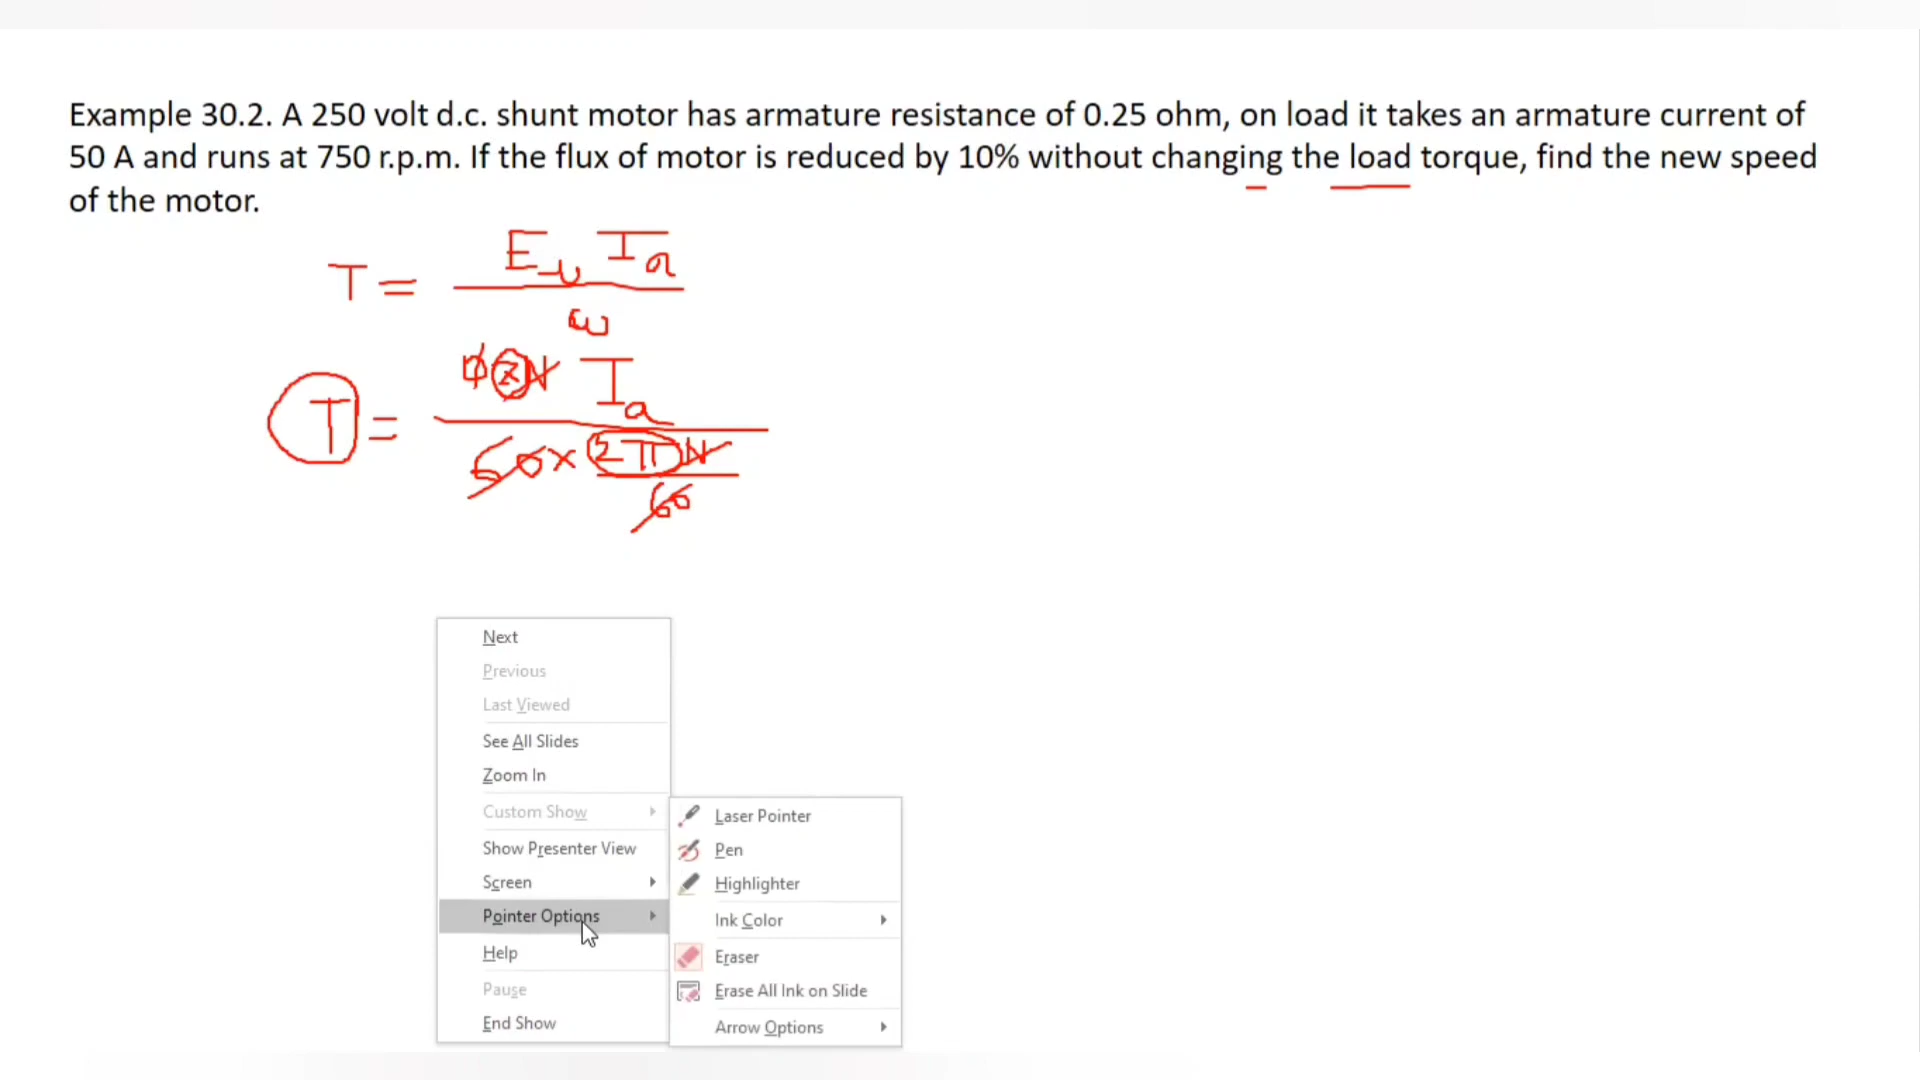 Example 30.2. A 250 volt d.c. shunt motor has armature resistance of 0.25 ohm, on load it takes an armature current of
50 A and runs at 750 r.p.m. If the flux of motor is reduced by 10% without changing the load torque, find the new speed
of the motor.
T = E_b I_a
ω
T = ϕ Z N I_a
60 × 2πN
60
Next
Previous
Last Viewed
See All Slides
Zoom In
Custom Show
Show Presenter View
Screen
Pointer Options
Help
Pause
End Show
Laser Pointer
Pen
Highlighter
Ink Color
Eraser
Erase All Ink on Slide
Arrow Options